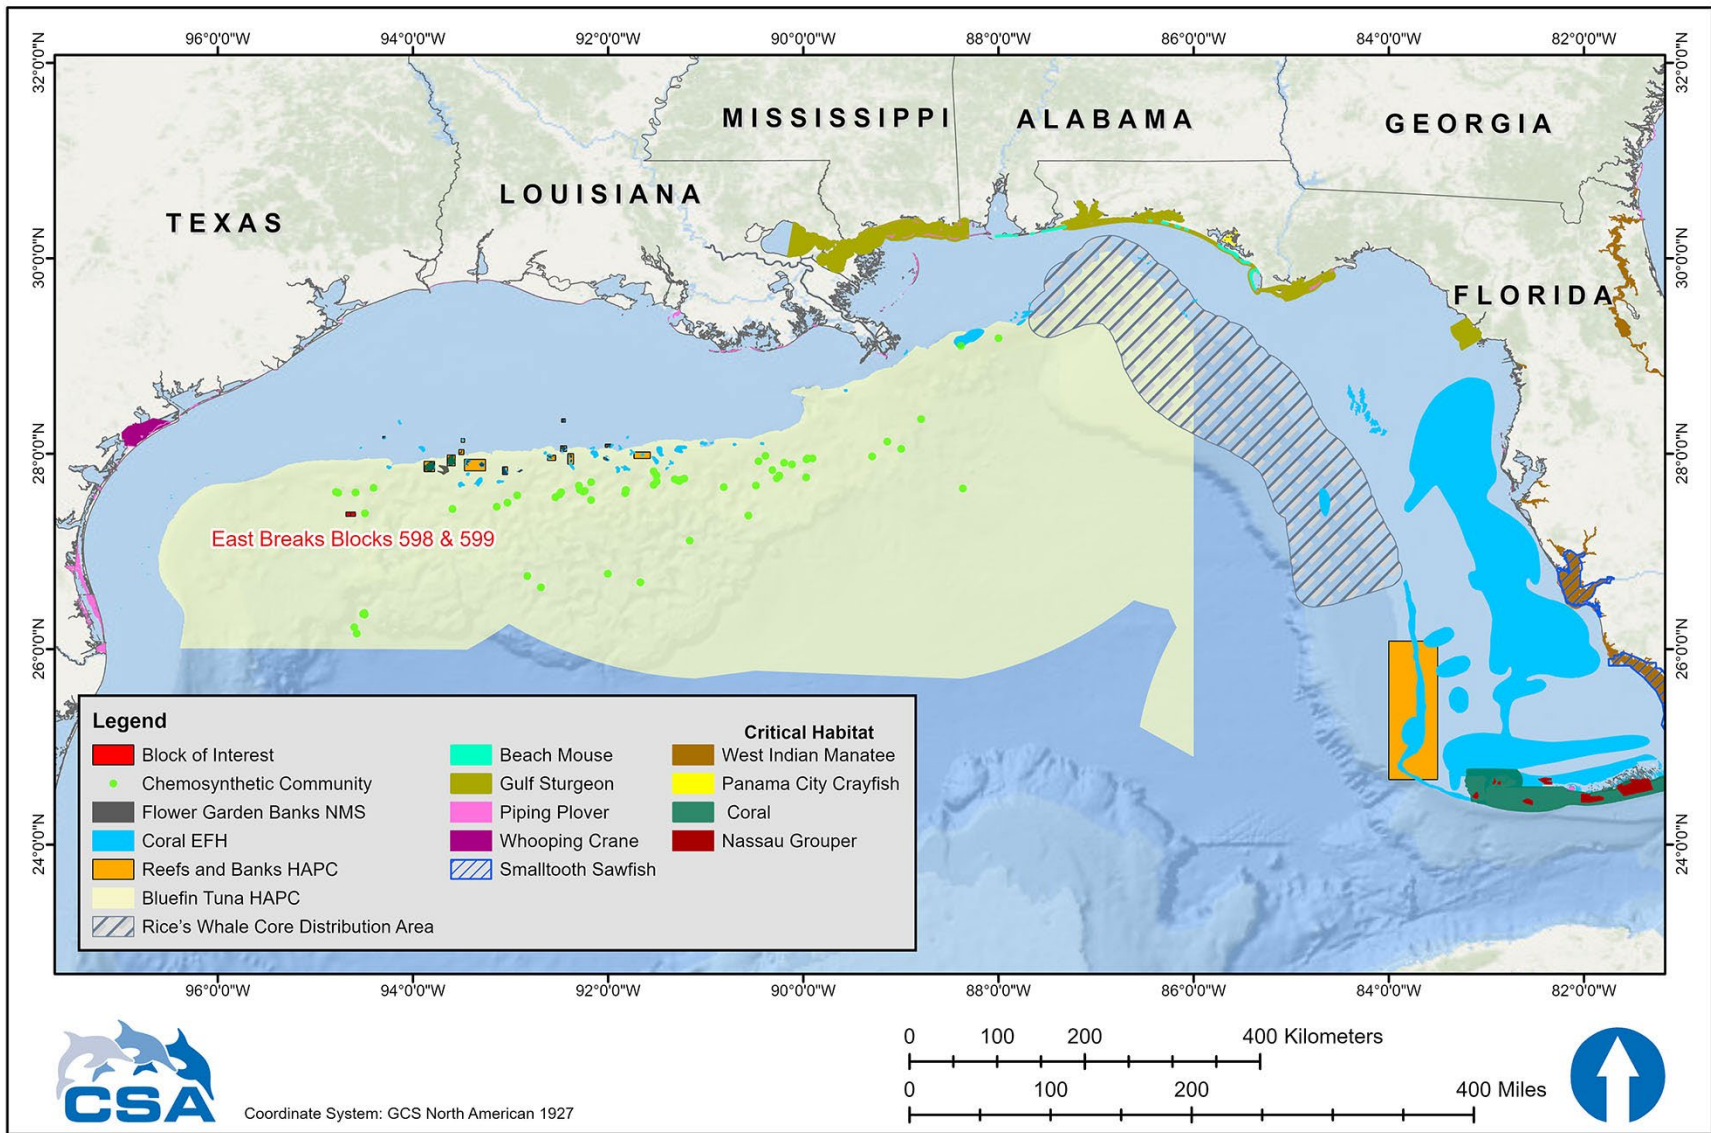 96°0'0"W 94°0'0"W 92°0'0"W 90°0'0"W 88°0'0"W 86°0'0"W 84°0'0"W 82°0'0"W
32°0'0"N 32°0'0"N
MISSISSIPPI ALABAMA GEORGIA
LOUISIANA
TEXAS
30°0'0"N 30°0'0"N
FLORIDA
28°0'0"N 28°0'0"N
East Breaks Blocks 598 & 599
26°0'0"N 26°0'0"N
Legend
Critical Habitat
Block of Interest Beach Mouse West Indian Manatee
Chemosynthetic Community Gulf Sturgeon Panama City Crayfish
Flower Garden Banks NMS Piping Plover Coral
Coral EFH Whooping Crane Nassau Grouper
Reefs and Banks HAPC Smalltooth Sawfish
Bluefin Tuna HAPC
Rice's Whale Core Distribution Area
24°0'0"N 24°0'0"N
96°0'0"W 94°0'0"W 92°0'0"W 90°0'0"W 88°0'0"W 86°0'0"W 84°0'0"W 82°0'0"W
0 100 200 400 Kilometers
0 100 200 400 Miles
CSA
Coordinate System: GCS North American 1927